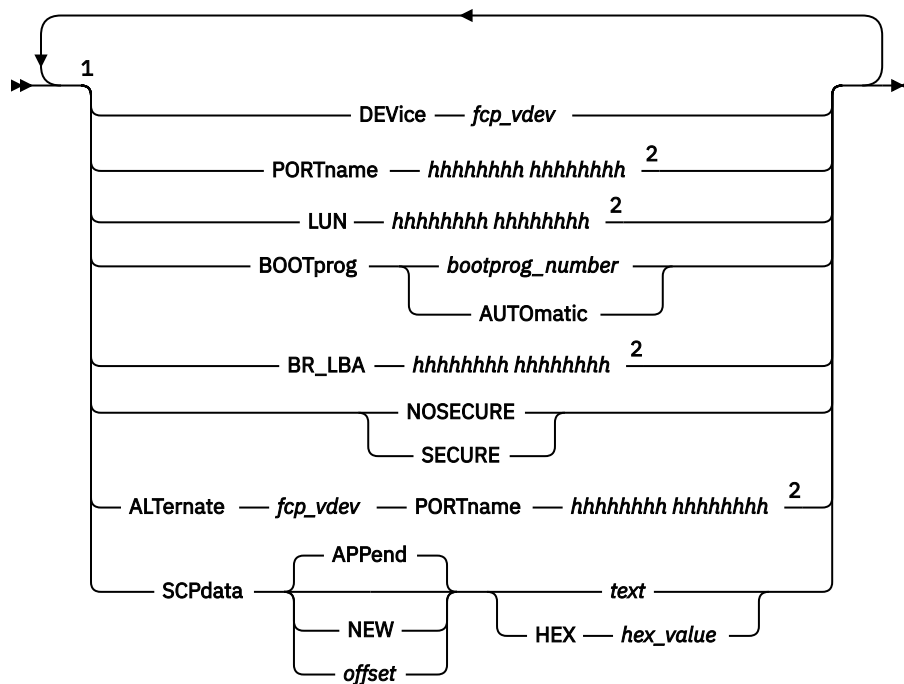 1
DEVice fcp_vdev
PORTname hhhhhhhh hhhhhhhh 2
LUN hhhhhhhh hhhhhhhh 2
BOOTprog bootprog_number
AUTOmatic
BR_LBA hhhhhhhh hhhhhhhh 2
NOSECURE
SECURE
ALTernate fcp_vdev PORTname hhhhhhhh hhhhhhhh 2
APPend
SCPdata text
NEW HEX hex_value
offset